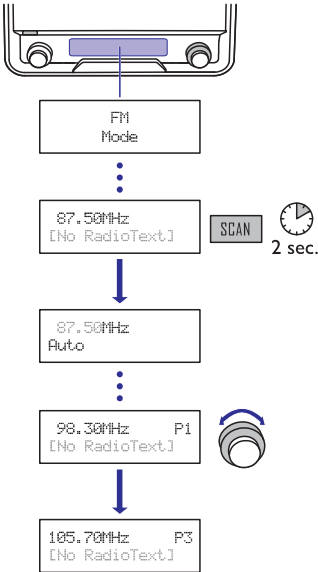 FM
Mode
87.50MHz
[No RadioText]
SCAN
2 sec.
87.50MHz
Auto
98.30MHz P1
[No RadioText]
105.70MHz P3
[No RadioText]